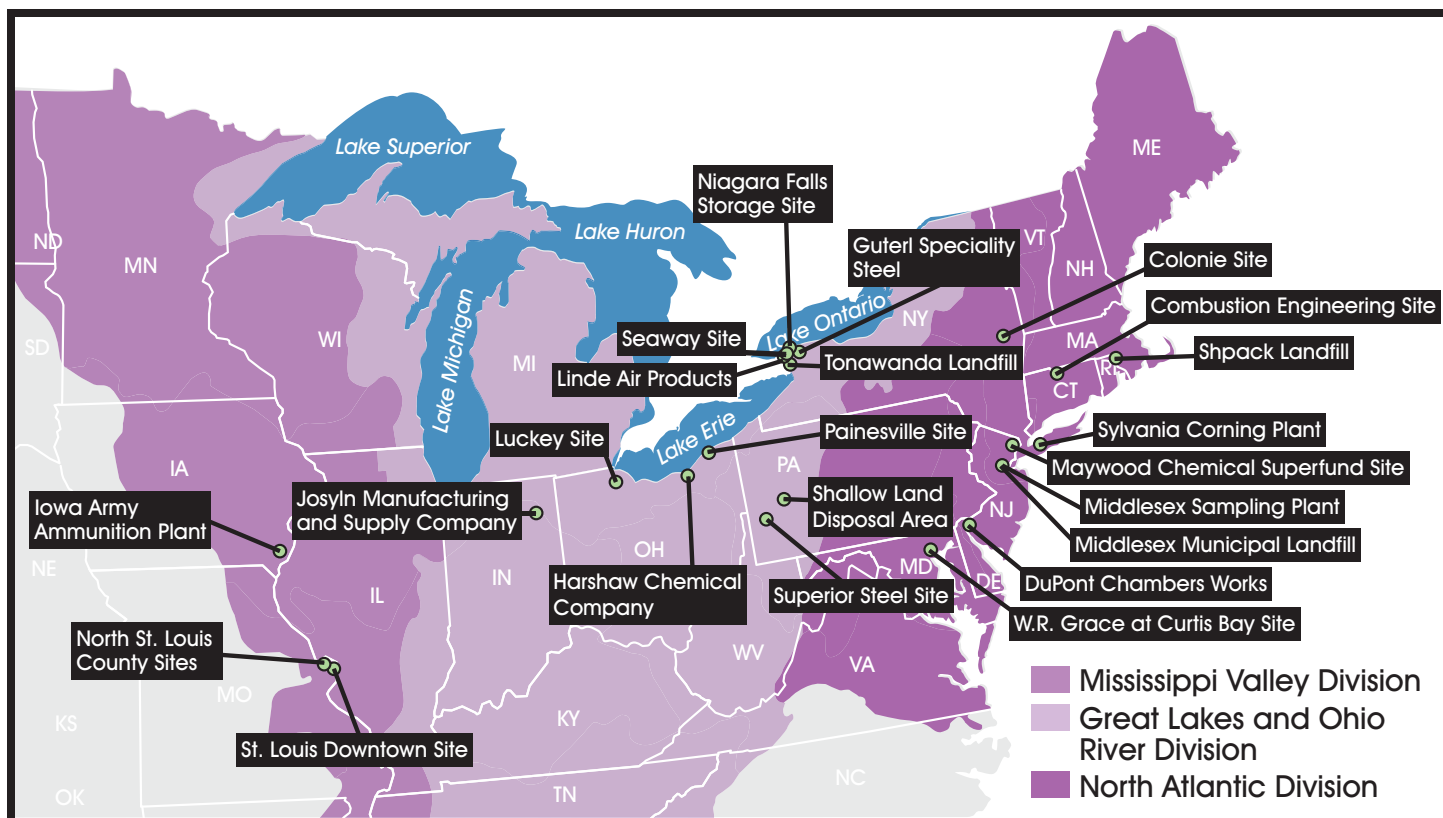 Lake Superior
ME
Niagara Falls
Storage Site
Lake Huron
ND
VT
Guterl Speciality
Steel
MN
NH
Colonie Site
Lake Michigan
Lake Ontario
Combustion Engineering Site
NY
WI
Seaway Site
MA
SD
Shpack Landfill
MI
Linde Air Products
Tonawanda Landfill
RI
CT
Lake Erie
Luckey Site
Painesville Site
Sylvania Corning Plant
IA
PA
Maywood Chemical Superfund Site
Iowa Army
Ammunition Plant
Josyln Manufacturing
and Supply Company
Shallow Land
Disposal Area
NJ
Middlesex Sampling Plant
OH
Middlesex Municipal Landfill
NE
IN
MD
DE
DuPont Chambers Works
IL
Harshaw Chemical
Company
Superior Steel Site
W.R. Grace at Curtis Bay Site
North St. Louis
County Sites
WV
VA
MO
KS
KY
St. Louis Downtown Site
NC
OK
TN
Mississippi Valley Division
Great Lakes and Ohio
River Division
North Atlantic Division